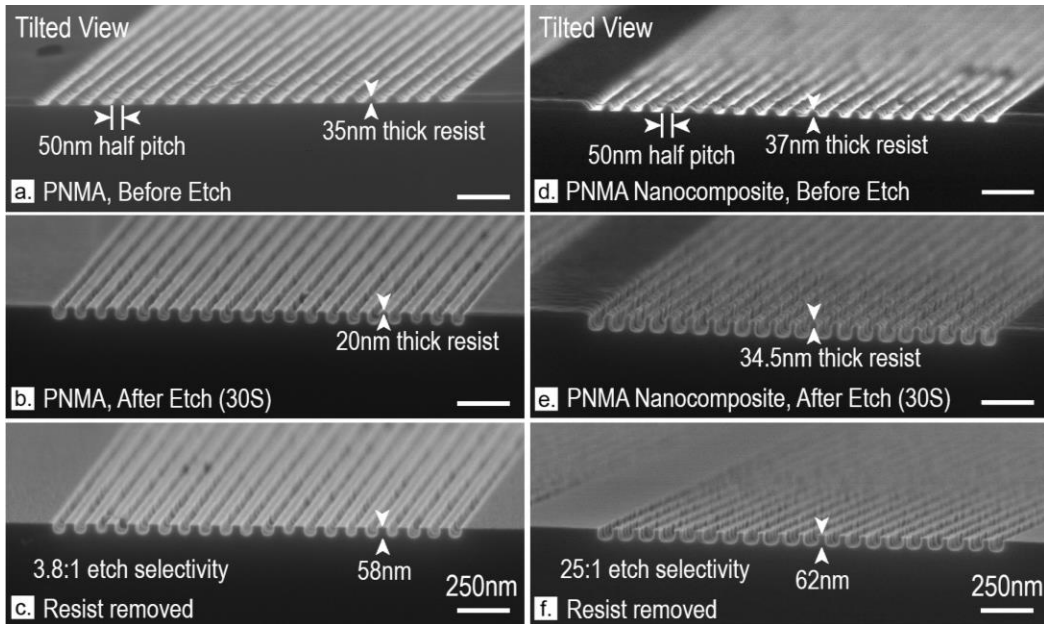 Tilted View
50nm half pitch
35nm thick resist
a. PNMA, Before Etch
20nm thick resist
b. PNMA, After Etch (30S)
3.8:1 etch selectivity
58nm
250nm
c. Resist removed
Tilted View
50nm half pitch
37nm thick resist
d. PNMA Nanocomposite, Before Etch
34.5nm thick resist
e. PNMA Nanocomposite, After Etch (30S)
25:1 etch selectivity
62nm
250nm
f. Resist removed